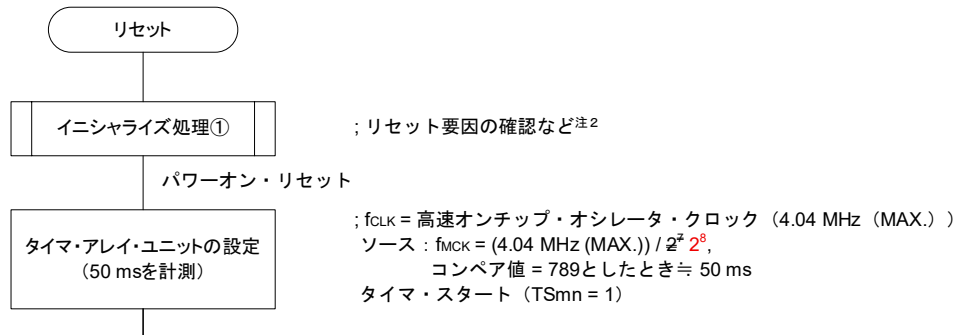 リセット
イニシャライズ処理①
; リセット要因の確認など注2
パワーオン・リセット
タイマ・アレイ・ユニットの設定
（50 msを計測）
; fCLK = 高速オンチップ・オシレータ・クロック（4.04 MHz（MAX.））
ソース：fMCK = (4.04 MHz (MAX.)) / 2^7 2^8,
コンペア値 = 789としたとき≒ 50 ms
タイマ・スタート（TSmn = 1）